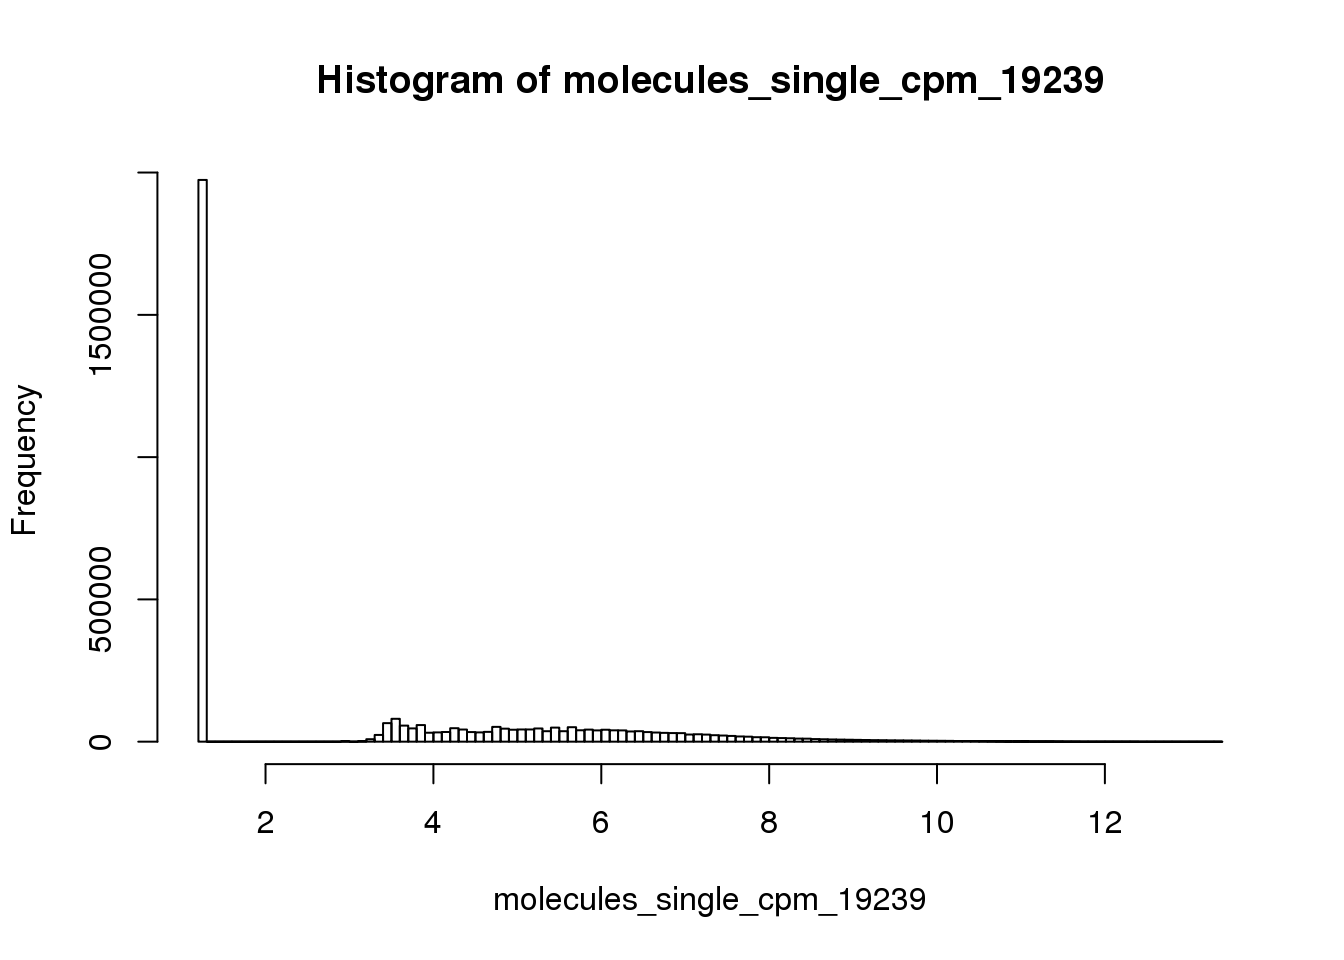 Histogram of molecules_single_cpm_19239
Frequency
1500000
500000
0
2 4 6 8 10 12
molecules_single_cpm_19239